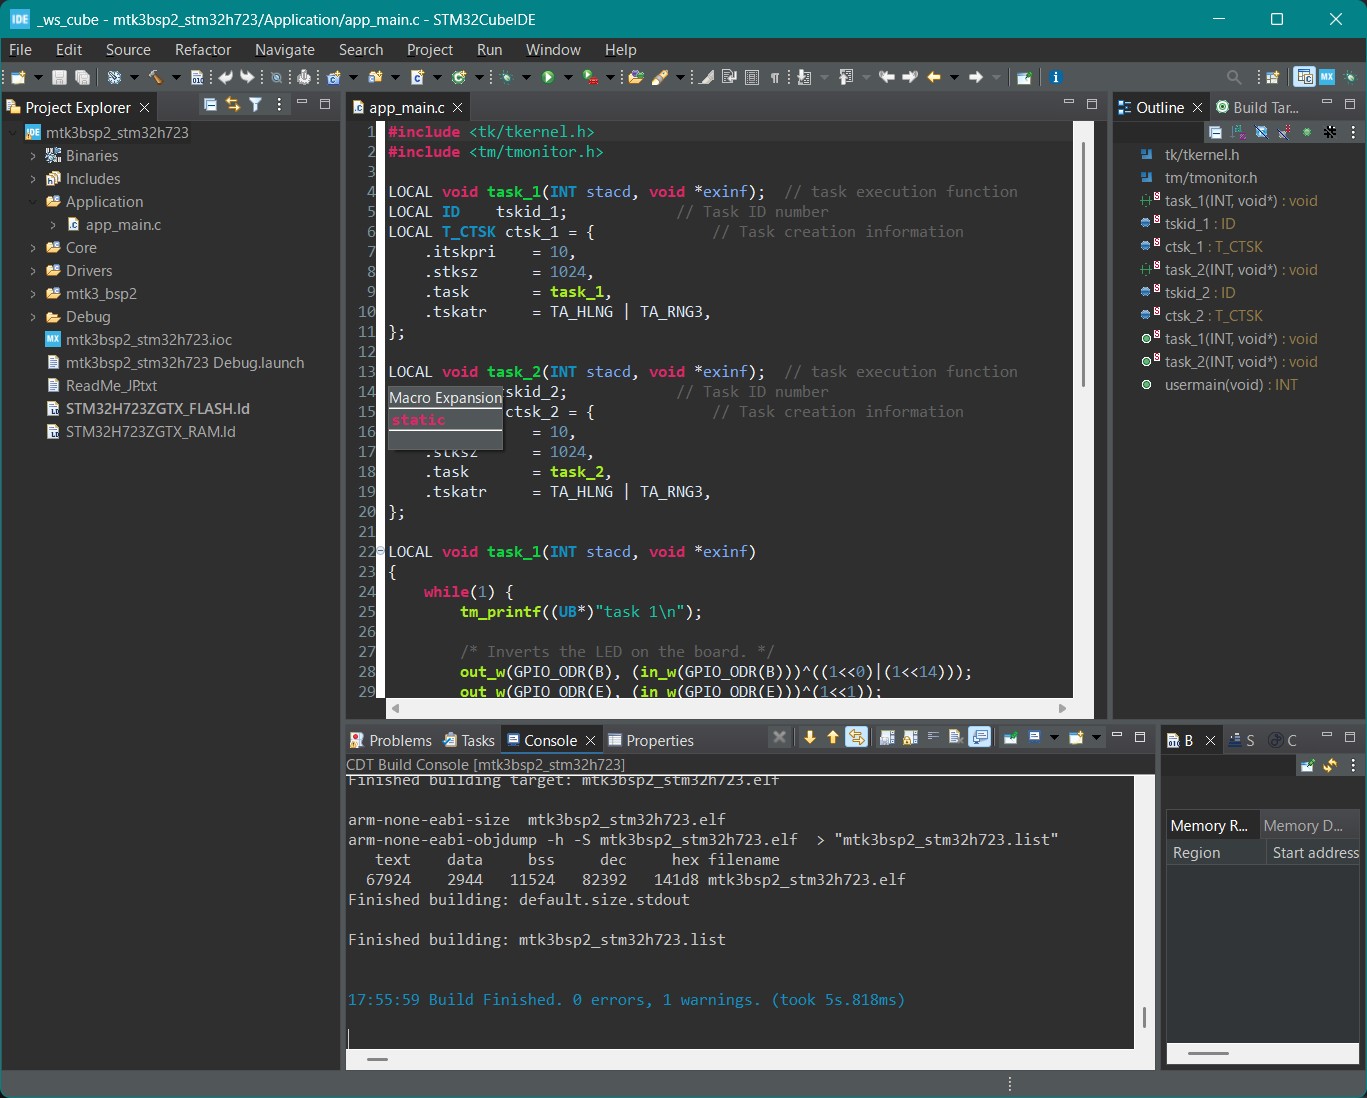 IDE _ws_cube - mtk3bsp2_stm32h723/Application/app_main.c - STM32CubeIDE
File Edit Source Refactor Navigate Search Project Run Window Help
Project Explorer
mtk3bsp2_stm32h723
Binaries
Includes
Application
app_main.c
Core
Drivers
mtk3_bsp2
Debug
MX mtk3bsp2_stm32h723.ioc
mtk3bsp2_stm32h723 Debug.launch
ReadMe_JP.txt
STM32H723ZGTX_FLASH.ld
STM32H723ZGTX_RAM.ld
app_main.c
1 #include <tk/tkernel.h>
2 #include <tm/tmonitor.h>
3
4 LOCAL void task_1(INT stacd, void *exinf);  // task execution function
5 LOCAL ID    tskid_1;            // Task ID number
6 LOCAL T_CTSK ctsk_1 = {             // Task creation information
7     .itskpri    = 10,
8     .stksz      = 1024,
9     .task       = task_1,
10     .tskatr     = TA_HLNG | TA_RNG3,
11 };
12
13 LOCAL void task_2(INT stacd, void *exinf);  // task execution function
14 skid_2;            // Task ID number
15 ctsk_2 = {             // Task creation information
16 = 10,
17     .stksz      = 1024,
18     .task       = task_2,
19     .tskatr     = TA_HLNG | TA_RNG3,
20 };
21
22 LOCAL void task_1(INT stacd, void *exinf)
23 {
24     while(1) {
25         tm_printf((UB*)"task 1\n");
26
27         /* Inverts the LED on the board. */
28         out_w(GPIO_ODR(B), (in_w(GPIO_ODR(B)))^((1<<0)|(1<<14)));
29         out_w(GPIO_ODR(E), (in_w(GPIO_ODR(E)))^(1<<1));
Macro Expansion
static
Outline Build Tar...
tk/tkernel.h
tm/tmonitor.h
task_1(INT, void*) : void
tskid_1 : ID
ctsk_1 : T_CTSK
task_2(INT, void*) : void
tskid_2 : ID
ctsk_2 : T_CTSK
task_1(INT, void*) : void
task_2(INT, void*) : void
usermain(void) : INT
Problems Tasks Console Properties
CDT Build Console [mtk3bsp2_stm32h723]
Finished building target: mtk3bsp2_stm32h723.elf
arm-none-eabi-size  mtk3bsp2_stm32h723.elf
arm-none-eabi-objdump -h -S mtk3bsp2_stm32h723.elf  > "mtk3bsp2_stm32h723.list"
text    data     bss     dec     hex filename
67924    2944   11524   82392   141d8 mtk3bsp2_stm32h723.elf
Finished building: default.size.stdout
Finished building: mtk3bsp2_stm32h723.list
17:55:59 Build Finished. 0 errors, 1 warnings. (took 5s.818ms)
B S C
Memory R... Memory D...
Region Start address